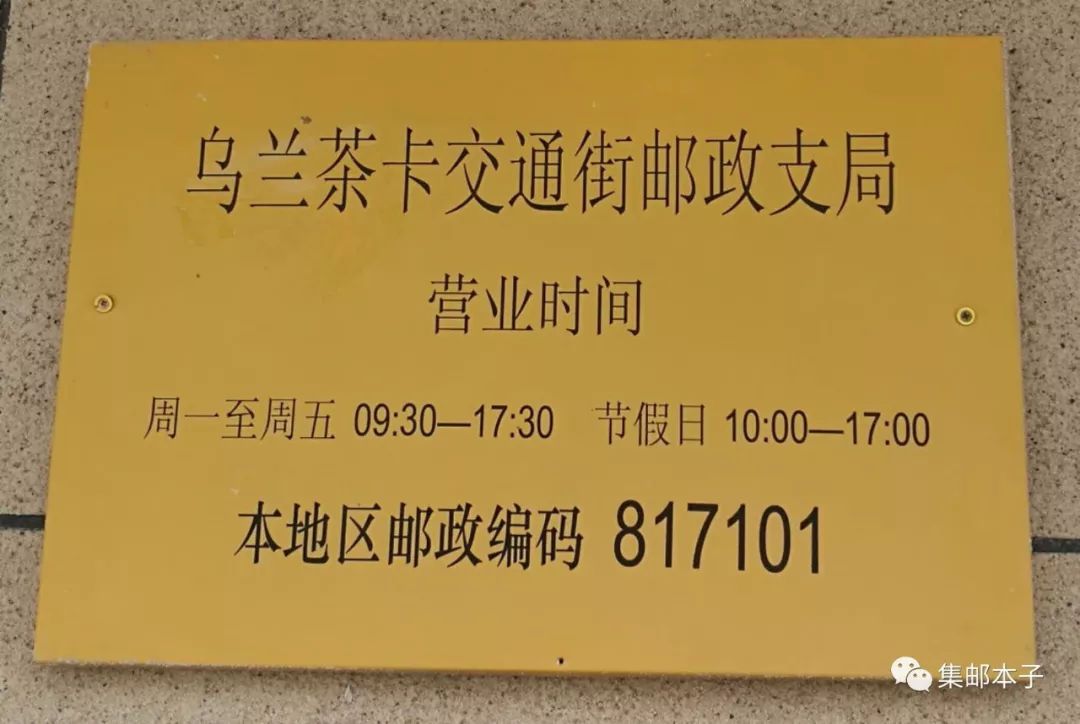 乌兰茶卡交通街邮政支局
营业时间
周一至周五 09:30—17:30 节假日 10:00—17:00
本地区邮政编码 817101
集邮本子